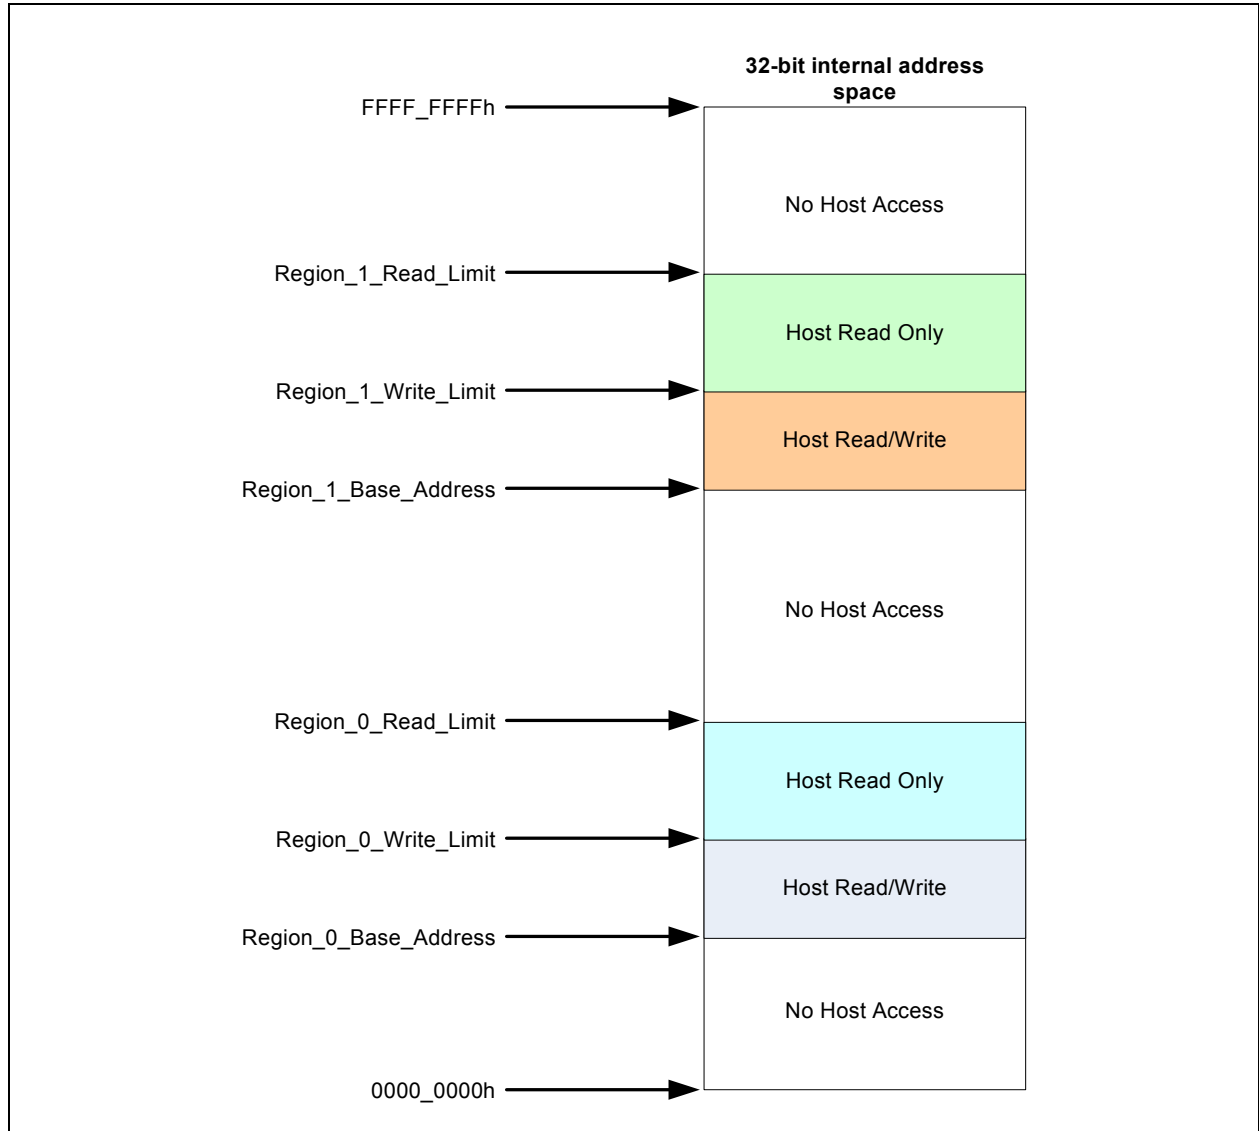 32-bit internal address
space
FFFF_FFFFh
No Host Access
Region_1_Read_Limit
Host Read Only
Region_1_Write_Limit
Host Read/Write
Region_1_Base_Address
No Host Access
Region_0_Read_Limit
Host Read Only
Region_0_Write_Limit
Host Read/Write
Region_0_Base_Address
No Host Access
0000_0000h